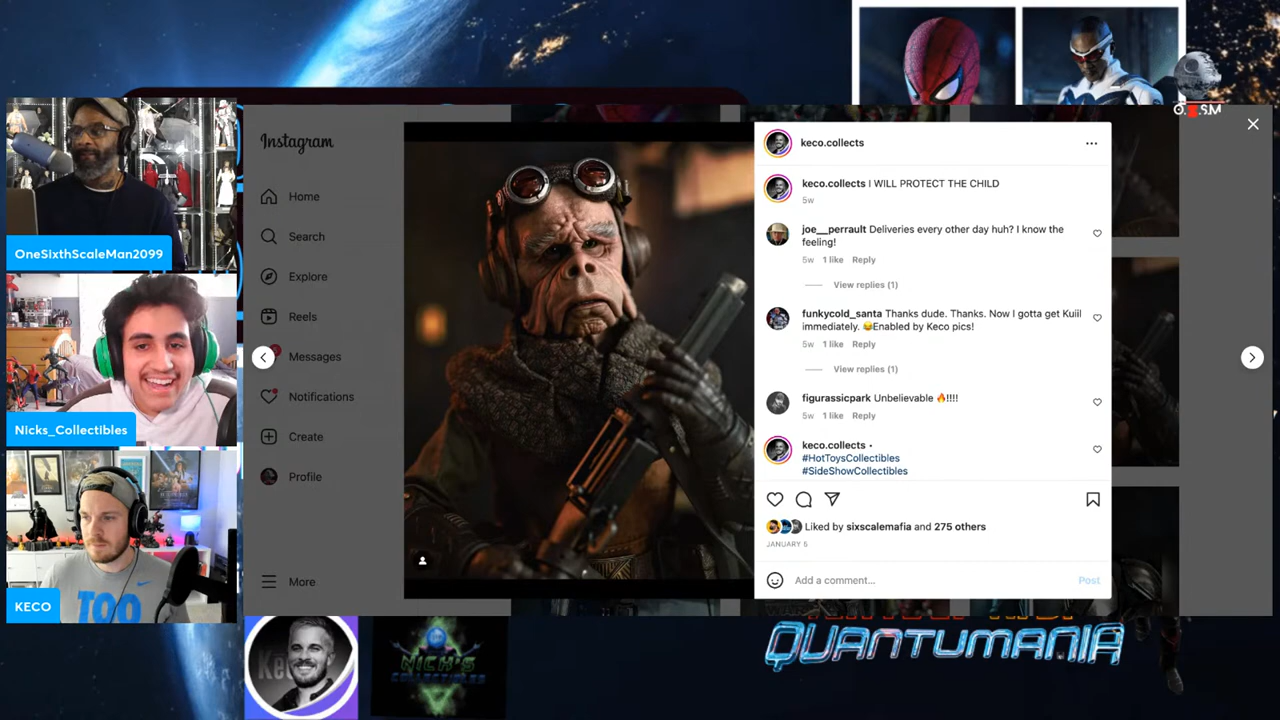 O.S.M
OneSixthScaleMan2099
Nicks_Collectibles
KECO
TOO
Instagram
Home
Search
Explore
Reels
Messages
Notifications
Create
Profile
More
keco.collects
keco.collects I WILL PROTECT THE CHILD
5w
joe__perrault Deliveries every other day huh? I know the
feeling!
5w 1 like Reply
View replies (1)
funkycold_santa Thanks dude. Thanks. Now I gotta get Kuiil
immediately. 😂Enabled by Keco pics!
5w 1 like Reply
View replies (1)
figurassicpark Unbelievable 🔥!!!!
5w 1 like Reply
keco.collects •
#HotToysCollectibles
#SideShowCollectibles
Liked by sixscalemafia and 275 others
JANUARY 5
Add a comment...
Post
NICK'S
COLLECTIBLES
QUANTUMANIA